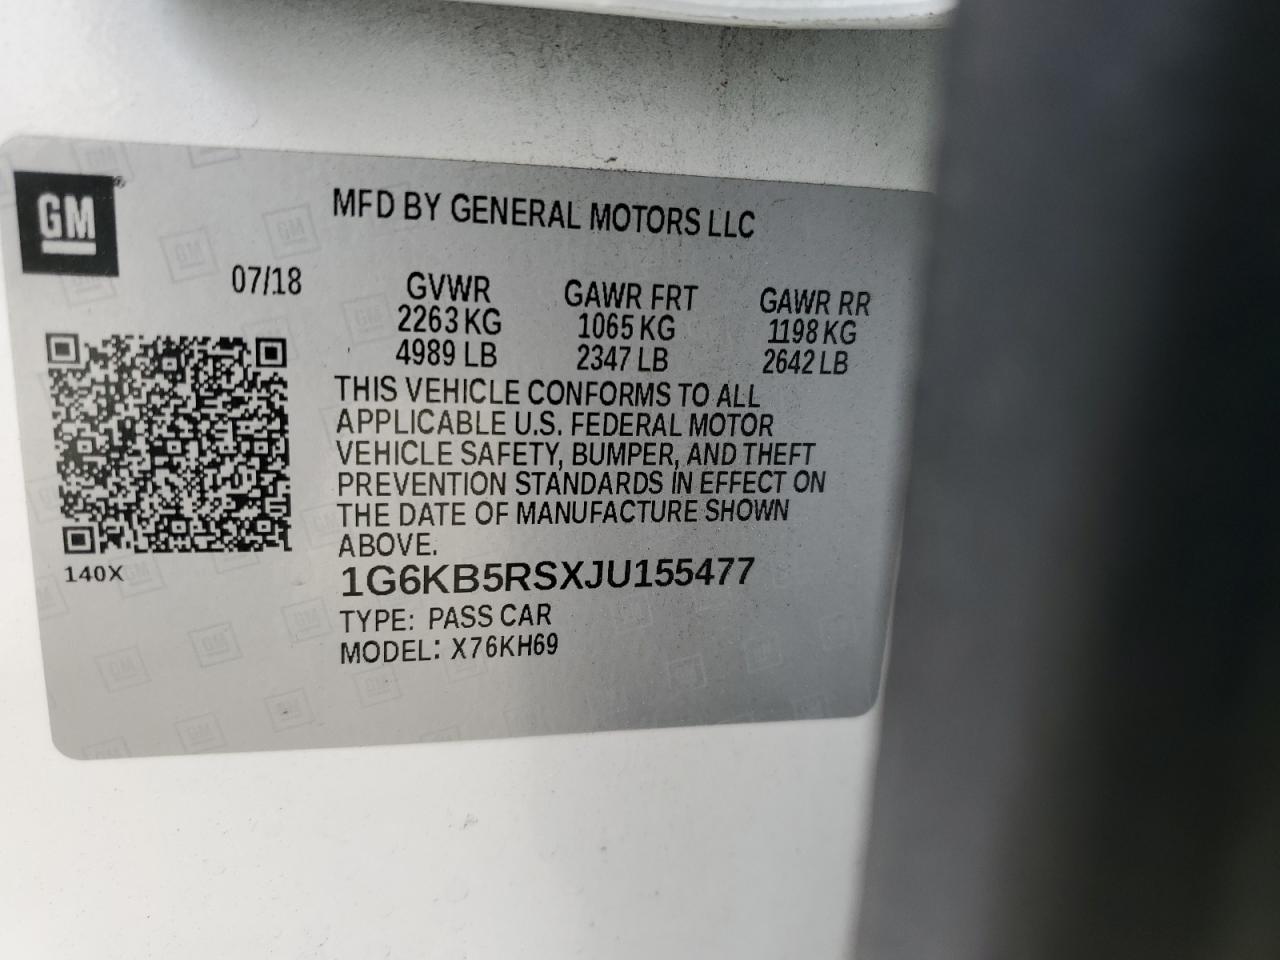 GM
MFD BY GENERAL MOTORS LLC
07/18
GVWR GAWR FRT GAWR RR
2263 KG 1065 KG 1198 KG
4989 LB 2347 LB 2642 LB
THIS VEHICLE CONFORMS TO ALL
APPLICABLE U.S. FEDERAL MOTOR
VEHICLE SAFETY, BUMPER, AND THEFT
PREVENTION STANDARDS IN EFFECT ON
THE DATE OF MANUFACTURE SHOWN
ABOVE.
140X
1G6KB5RSXJU155477
TYPE: PASS CAR
MODEL: X76KH69